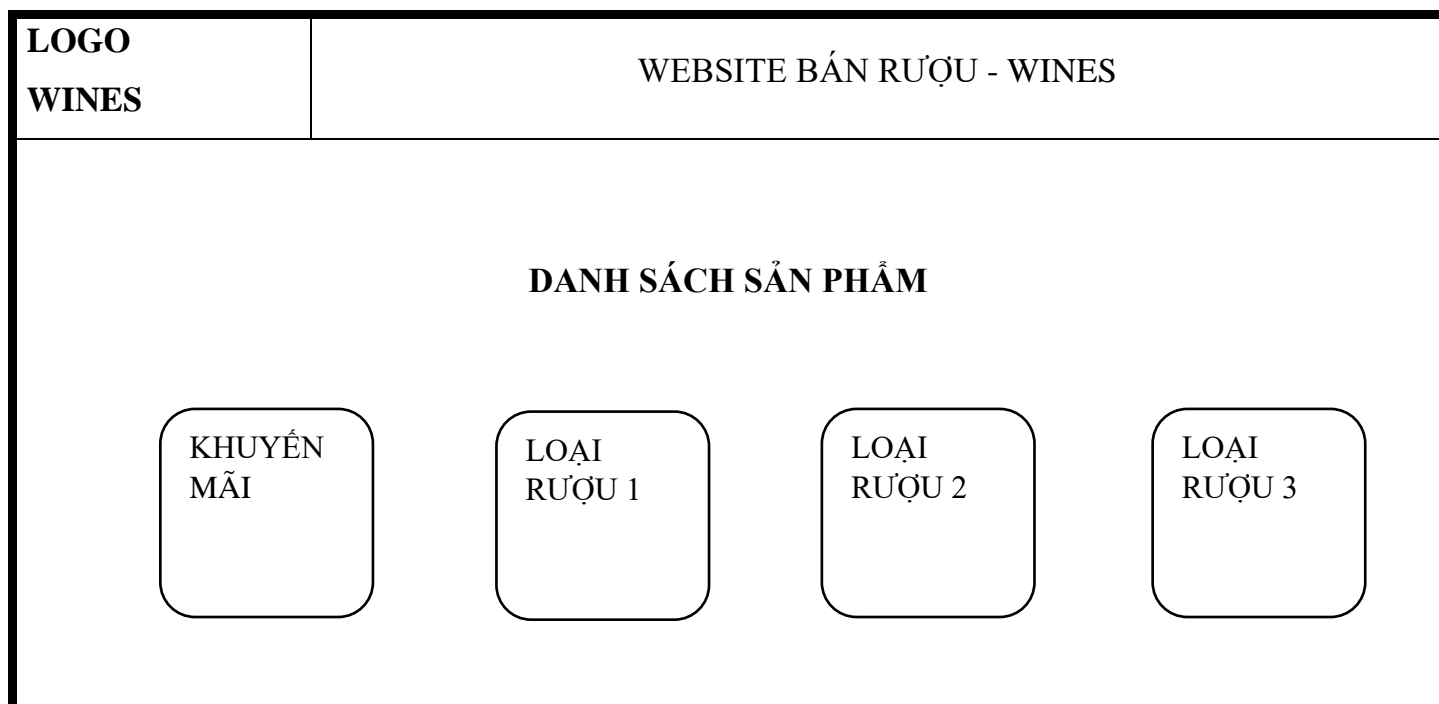 LOGO
WINES
WEBSITE BÁN RƯỢU - WINES
DANH SÁCH SẢN PHẨM
KHUYẾN
MÃI
LOẠI
RƯỢU 1
LOẠI
RƯỢU 2
LOẠI
RƯỢU 3